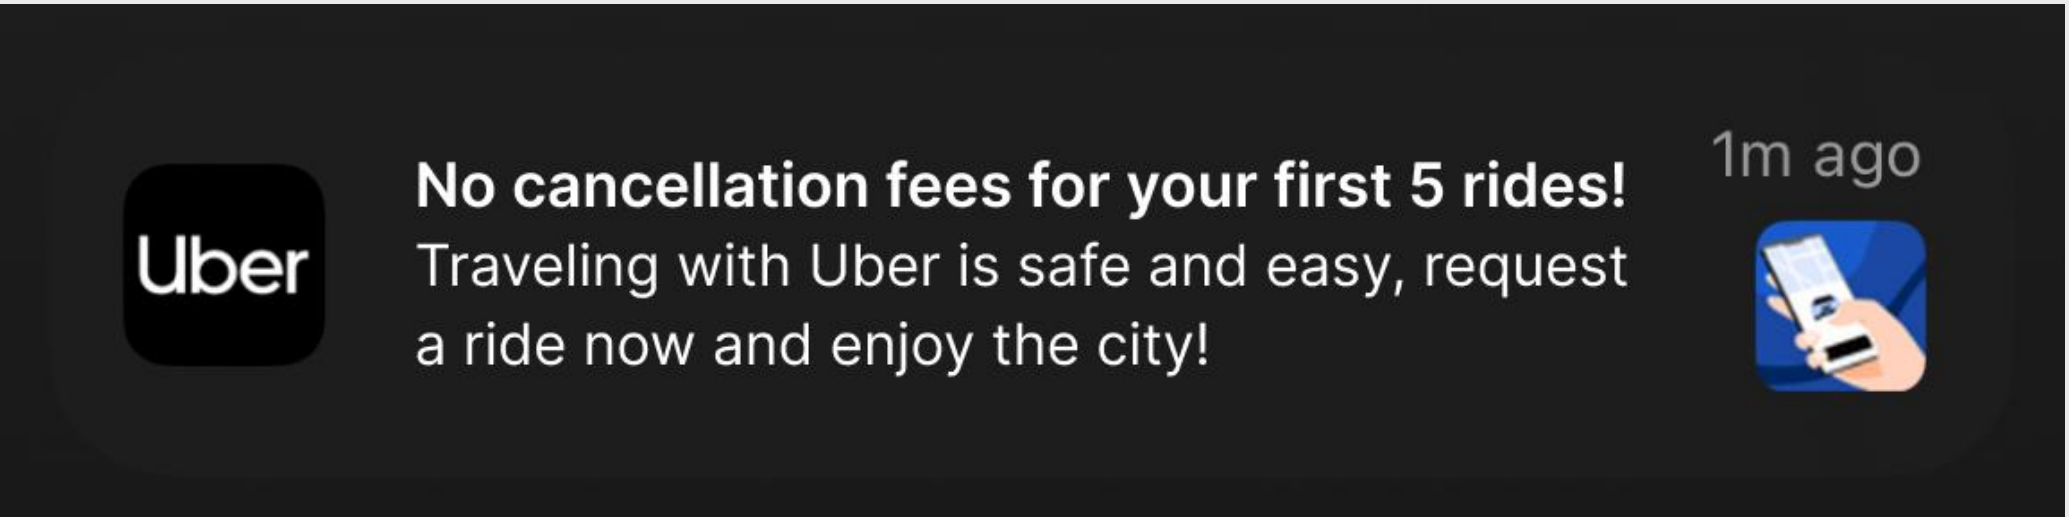 Uber
No cancellation fees for your first 5 rides!
1m ago
Traveling with Uber is safe and easy, request
a ride now and enjoy the city!